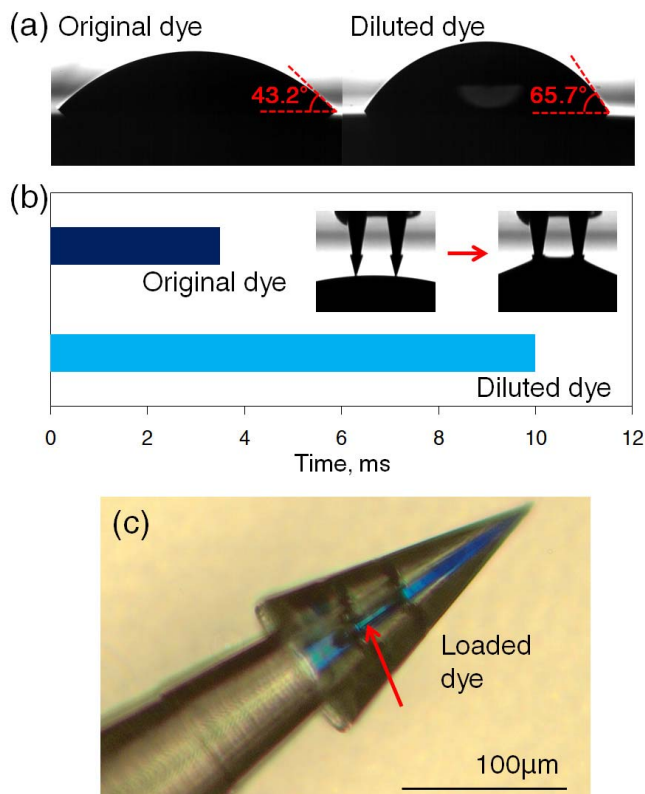 (a) Original dye Diluted dye
43.2° 65.7°
(b)
Original dye
Diluted dye
0 2 4 6 8 10 12
Time, ms
(c)
Loaded
dye
100μm